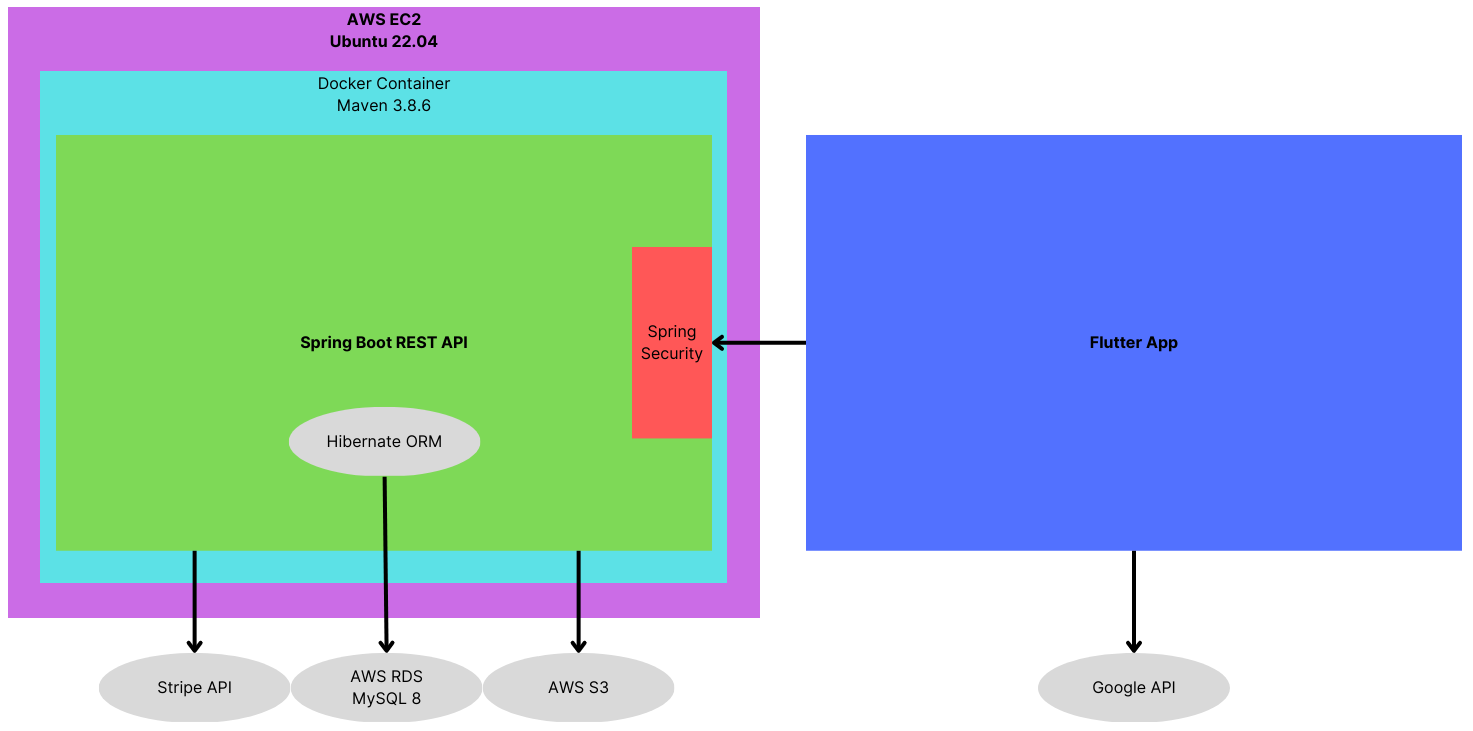 AWS EC2
Ubuntu 22.04
Docker Container
Maven 3.8.6
Spring Boot REST API
Spring
Security
Flutter App
Hibernate ORM
Stripe API
AWS RDS
MySQL 8
AWS S3
Google API